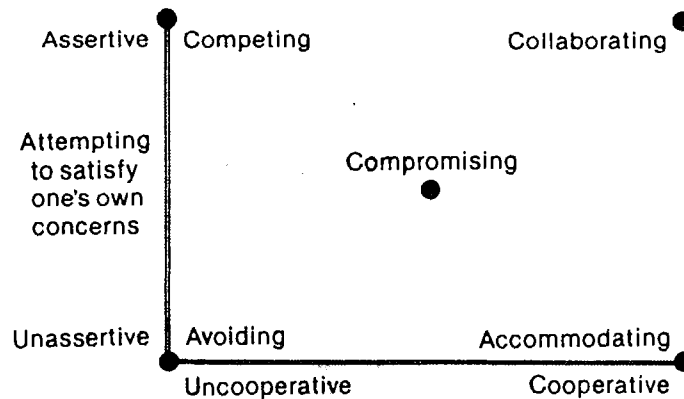 Assertive Competing Collaborating
Attempting
to satisfy
one's own
concerns
Compromising
Unassertive Avoiding Accommodating
Uncooperative Cooperative